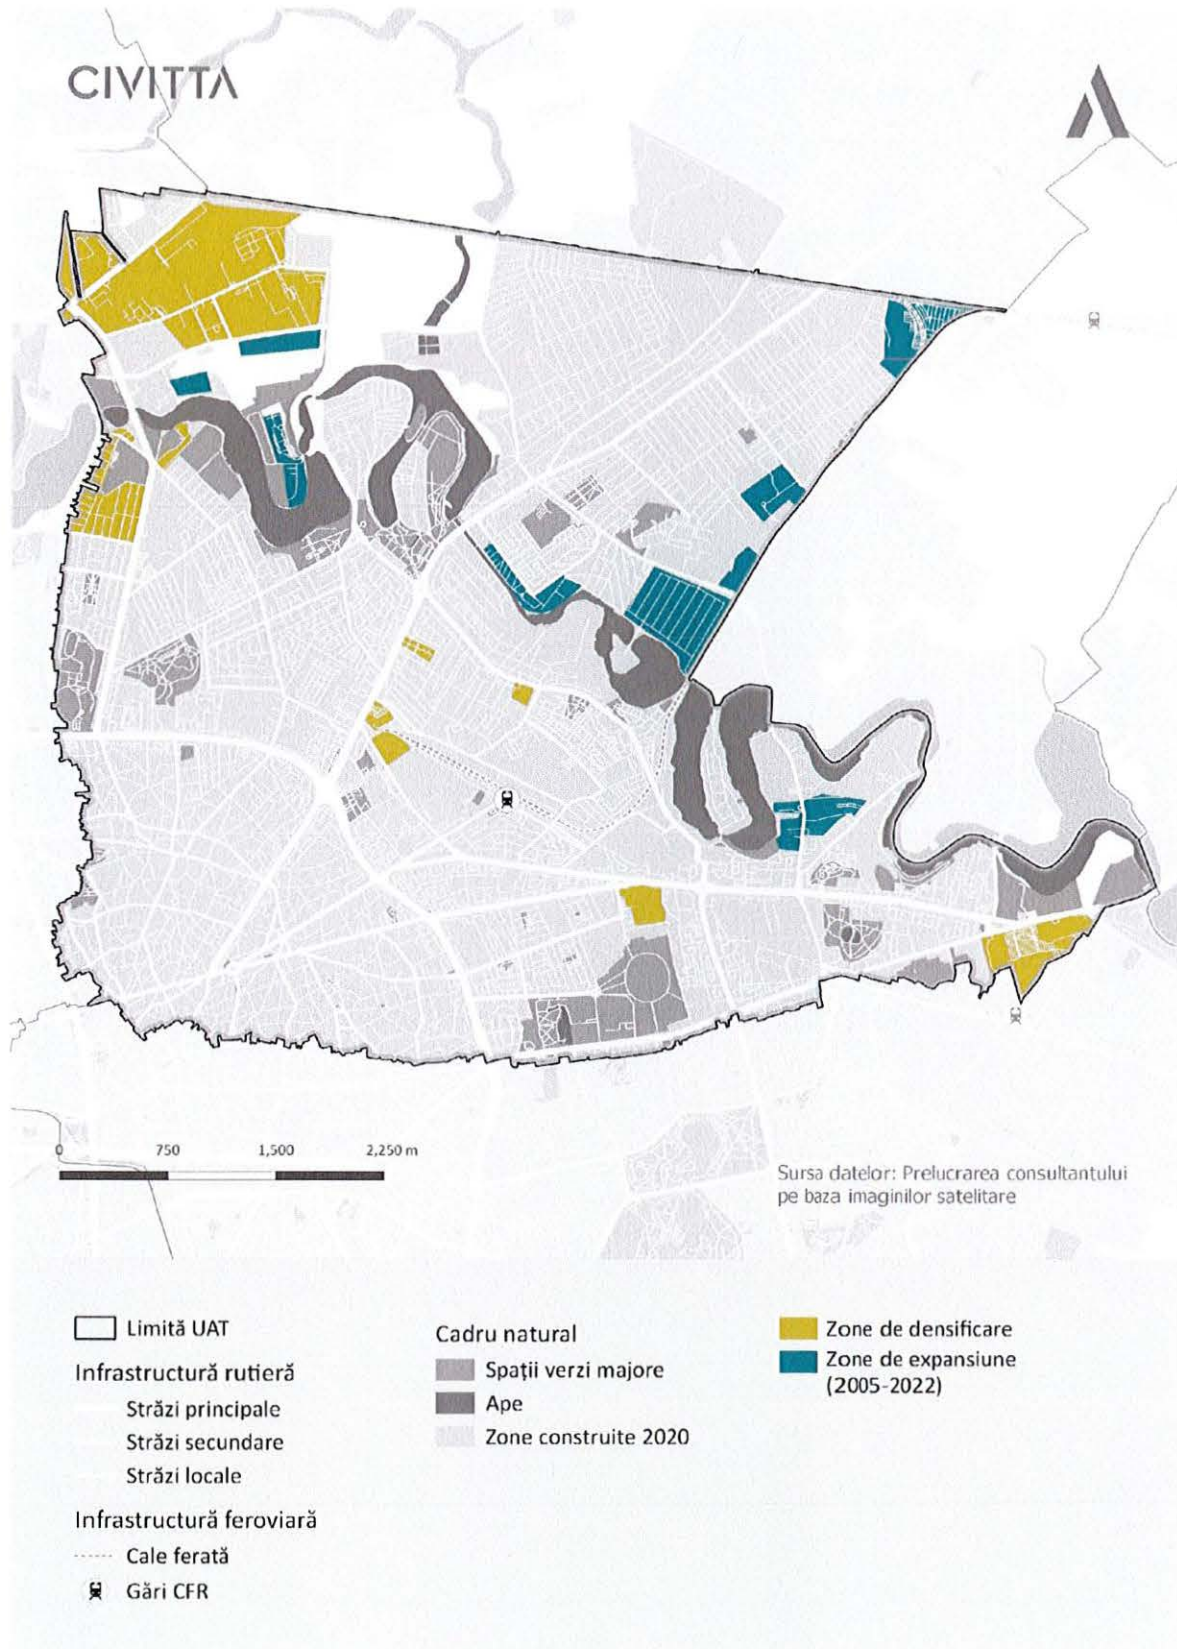 CIVITTA
0 750 1,500 2,250 m
Sursa datelor: Prelucrarea consultantului
pe baza imaginilor satelitare
Limită UAT
Infrastructură rutieră
Străzi principale
Străzi secundare
Străzi locale
Infrastructură feroviară
Cale ferată
Gări CFR
Cadru natural
Spații verzi majore
Ape
Zone construite 2020
Zone de densificare
Zone de expansiune
(2005-2022)